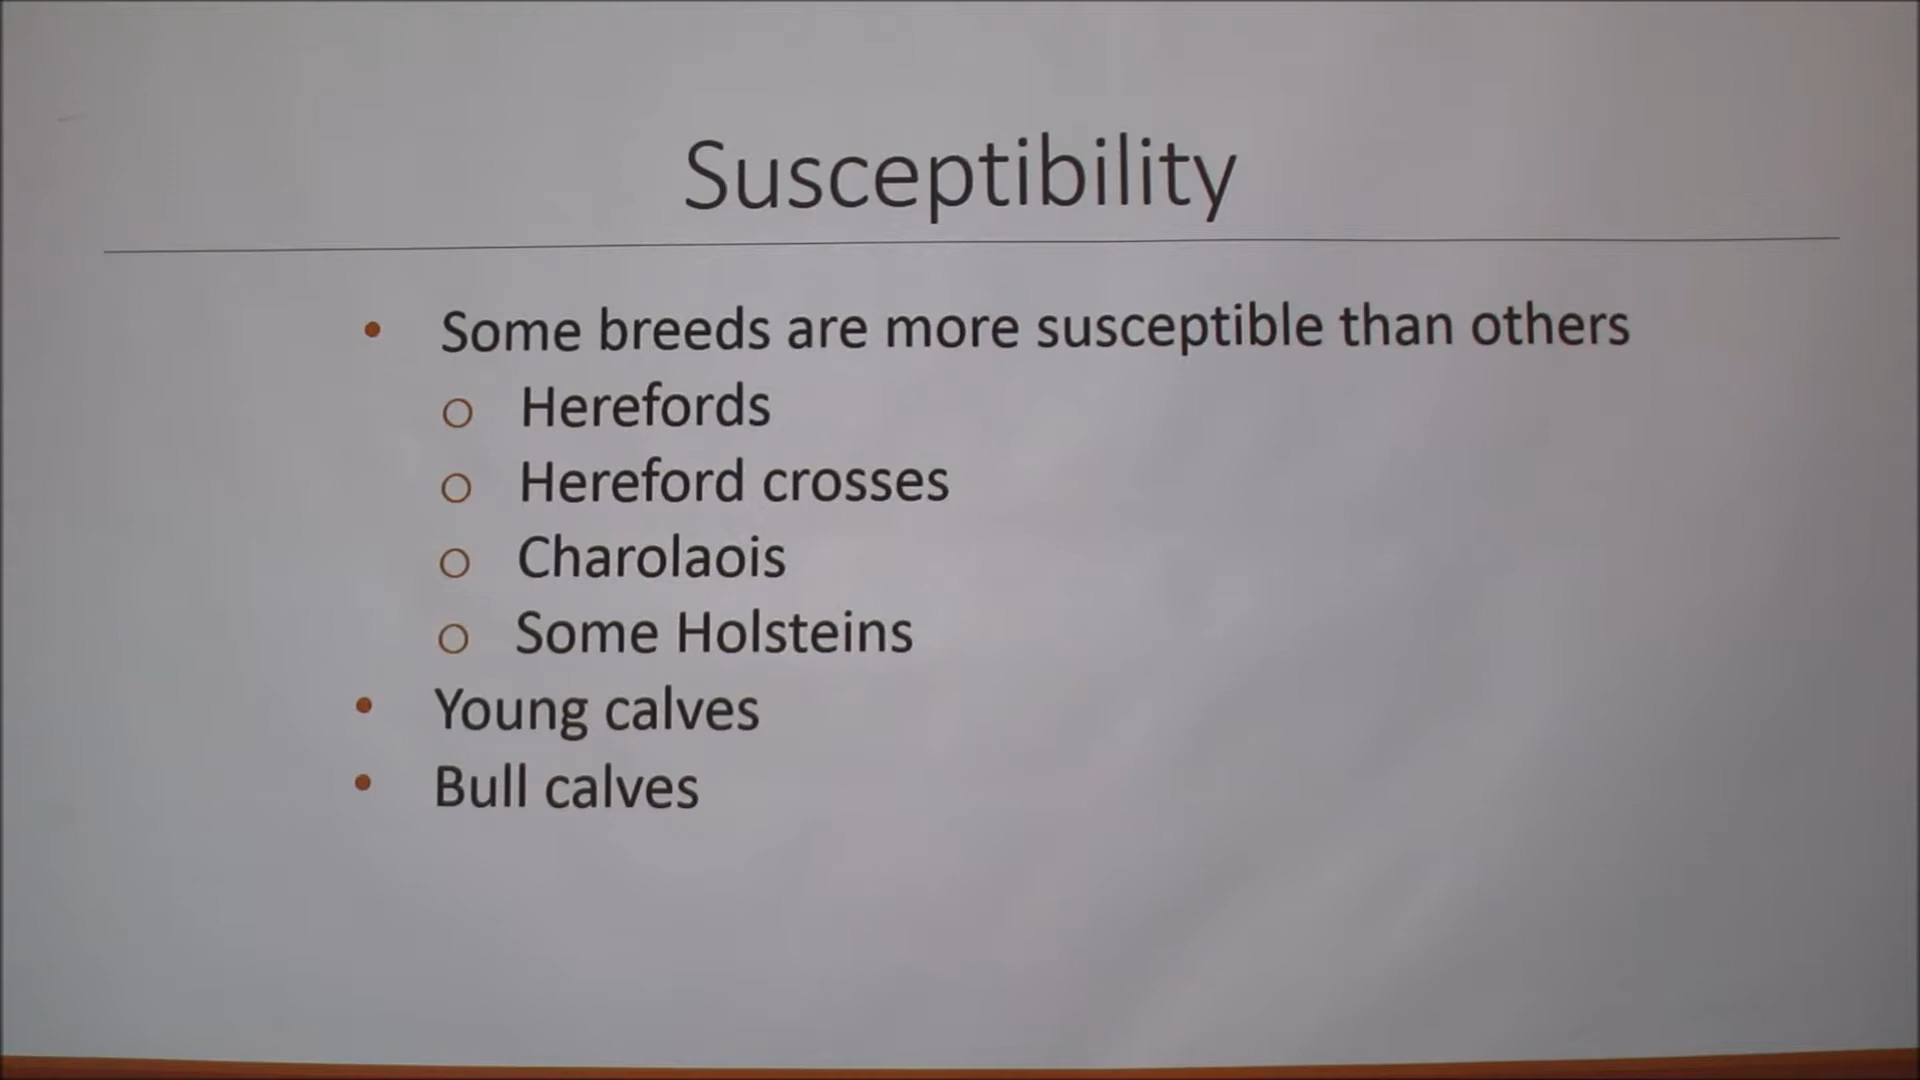 Susceptibility
• Some breeds are more susceptible than others
o Herefords
o Hereford crosses
o Charolaois
o Some Holsteins
• Young calves
• Bull calves